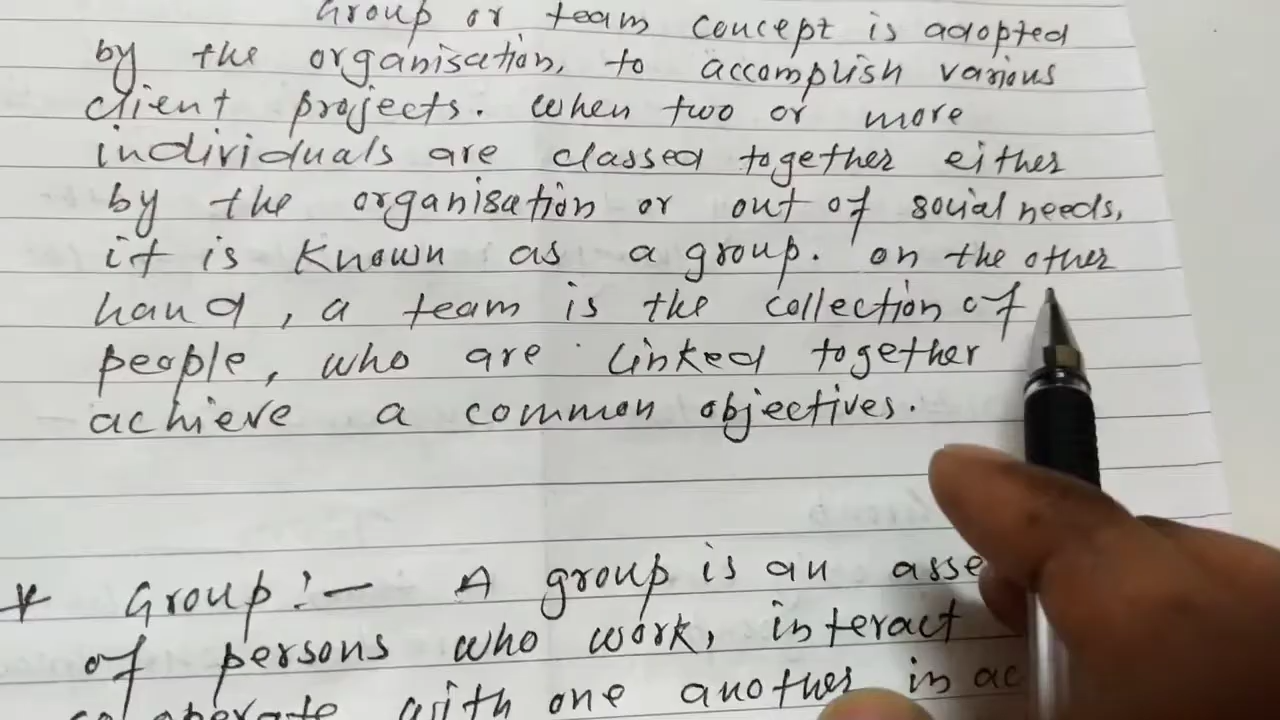 Group or team concept is adopted
by the organisation, to accomplish various
client projects. When two or more
individuals are classed together either
by the organisation or out of social needs,
it is known as a group. On the other
hand, a team is the collection of
people, who are linked together
achieve a common objectives.
* Group:- A group is an asse
of persons who work, interact
cooperate with one another in ac